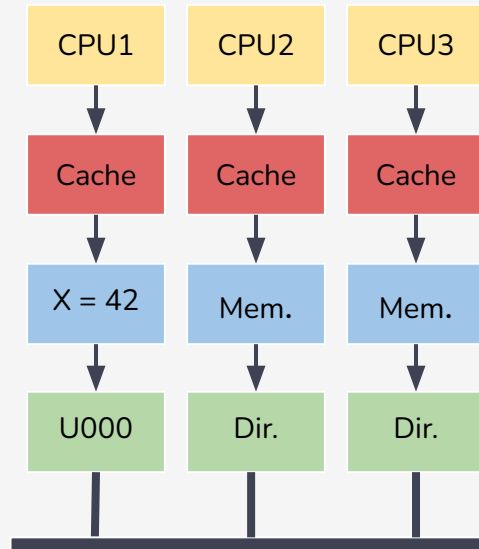 CPU1
CPU2
CPU3
Cache
Cache
Cache
X = 42
Mem.
Mem.
U000
Dir.
Dir.